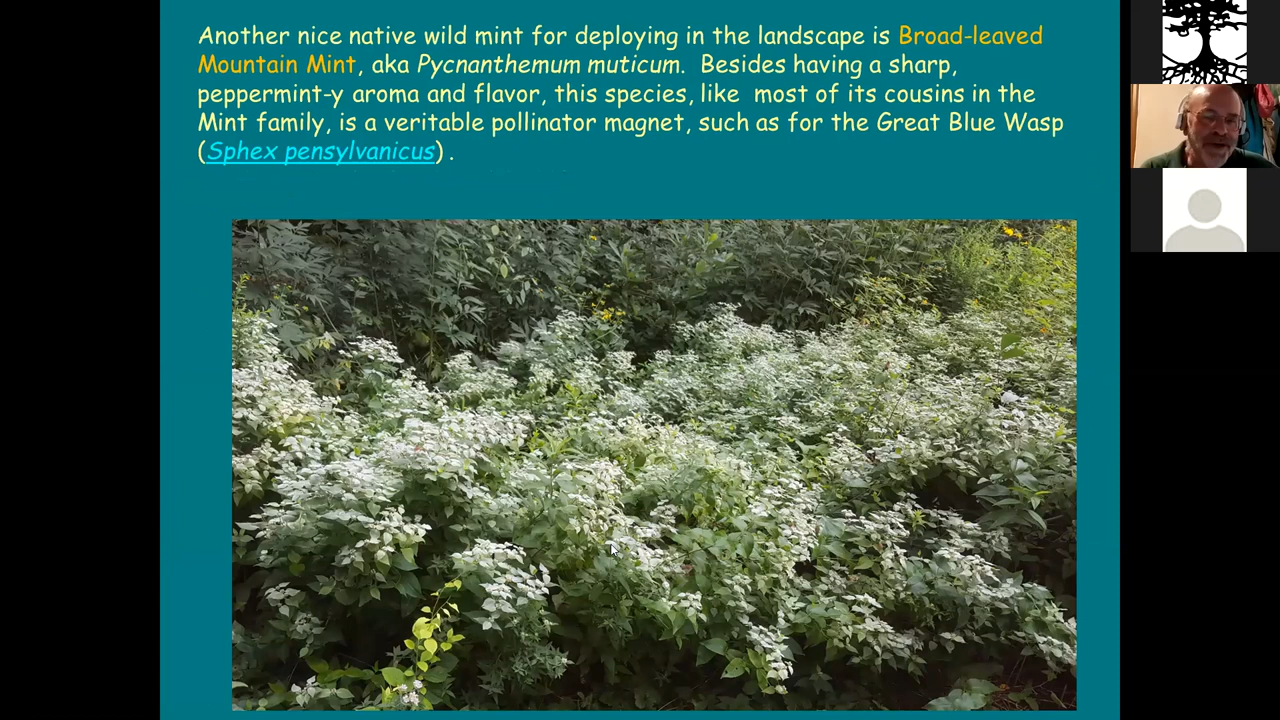 Another nice native wild mint for deploying in the landscape is Broad-leaved
Mountain Mint, aka Pycnanthemum muticum.  Besides having a sharp,
pepperment-y aroma and flavor, this species, like  most of its cousins in the
Mint family, is a veritable pollinator magnet, such as for the Great Blue Wasp
(Sphex pensylvanicus) .